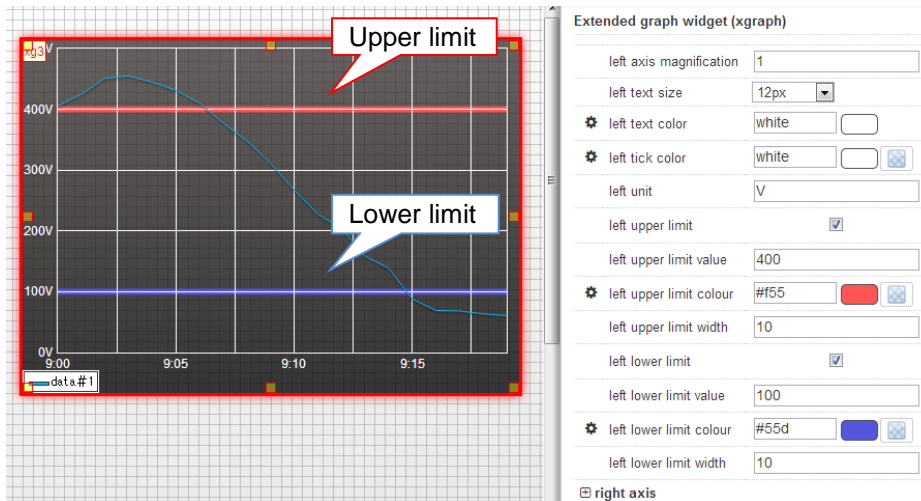 Upper limit
xg3
V
400V
300V
Lower limit
200V
100V
0V
9:00 9:05 9:10 9:15
data#1
Extended graph widget (xgraph)
left axis magnification 1
left text size 12px
left text color white
left tick color white
left unit V
left upper limit
left upper limit value 400
left upper limit colour #f55
left upper limit width 10
left lower limit
left lower limit value 100
left lower limit colour #55d
left lower limit width 10
right axis